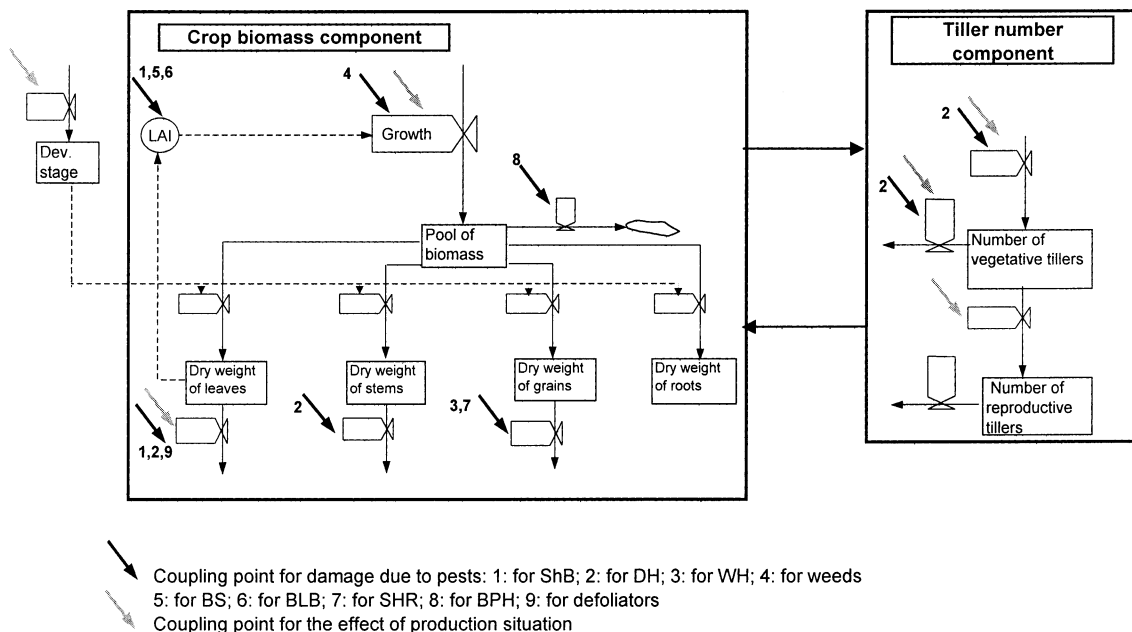 Crop biomass component
Tiller number
component
1,5,6
4
LAI
Growth
Dev.
stage
8
Pool of
biomass
2
2
Number of
vegetative tillers
Dry weight
of leaves
Dry weight
of stems
Dry weight
of grains
Dry weight
of roots
Number of
reproductive
tillers
1,2,9
2
3,7
Coupling point for damage due to pests: 1: for ShB; 2: for DH; 3: for WH; 4: for weeds
5: for BS; 6: for BLB; 7: for SHR; 8: for BPH; 9: for defoliators
Coupling point for the effect of production situation